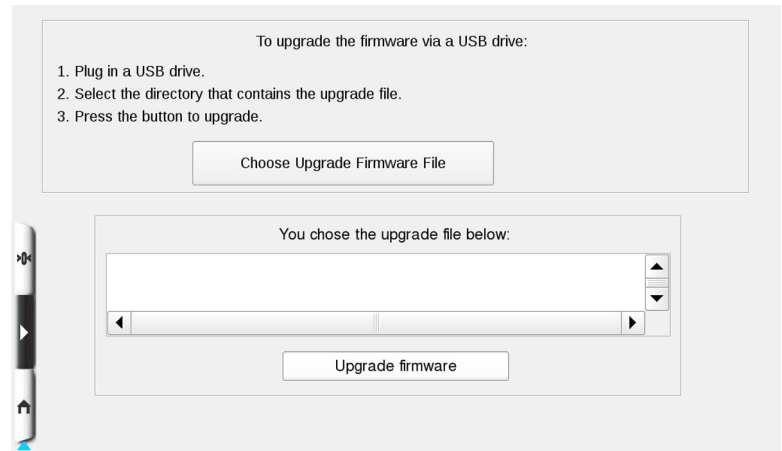 To upgrade the firmware via a USB drive:
1. Plug in a USB drive.
2. Select the directory that contains the upgrade file.
3. Press the button to upgrade.
Choose Upgrade Firmware File
You chose the upgrade file below:
>0<
Upgrade firmware